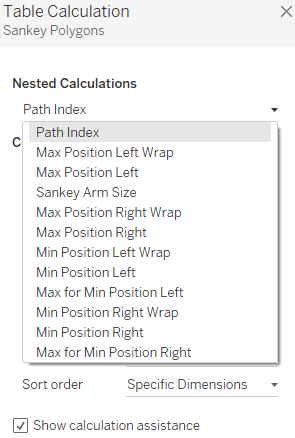 Table Calculation
Sankey Polygons
Nested Calculations
Path Index
C
Path Index
Max Position Left Wrap
Max Position Left
Sankey Arm Size
Max Position Right Wrap
Max Position Right
Min Position Left Wrap
Min Position Left
Max for Min Position Left
Min Position Right Wrap
Min Position Right
Max for Min Position Right
Sort order Specific Dimensions
Show calculation assistance